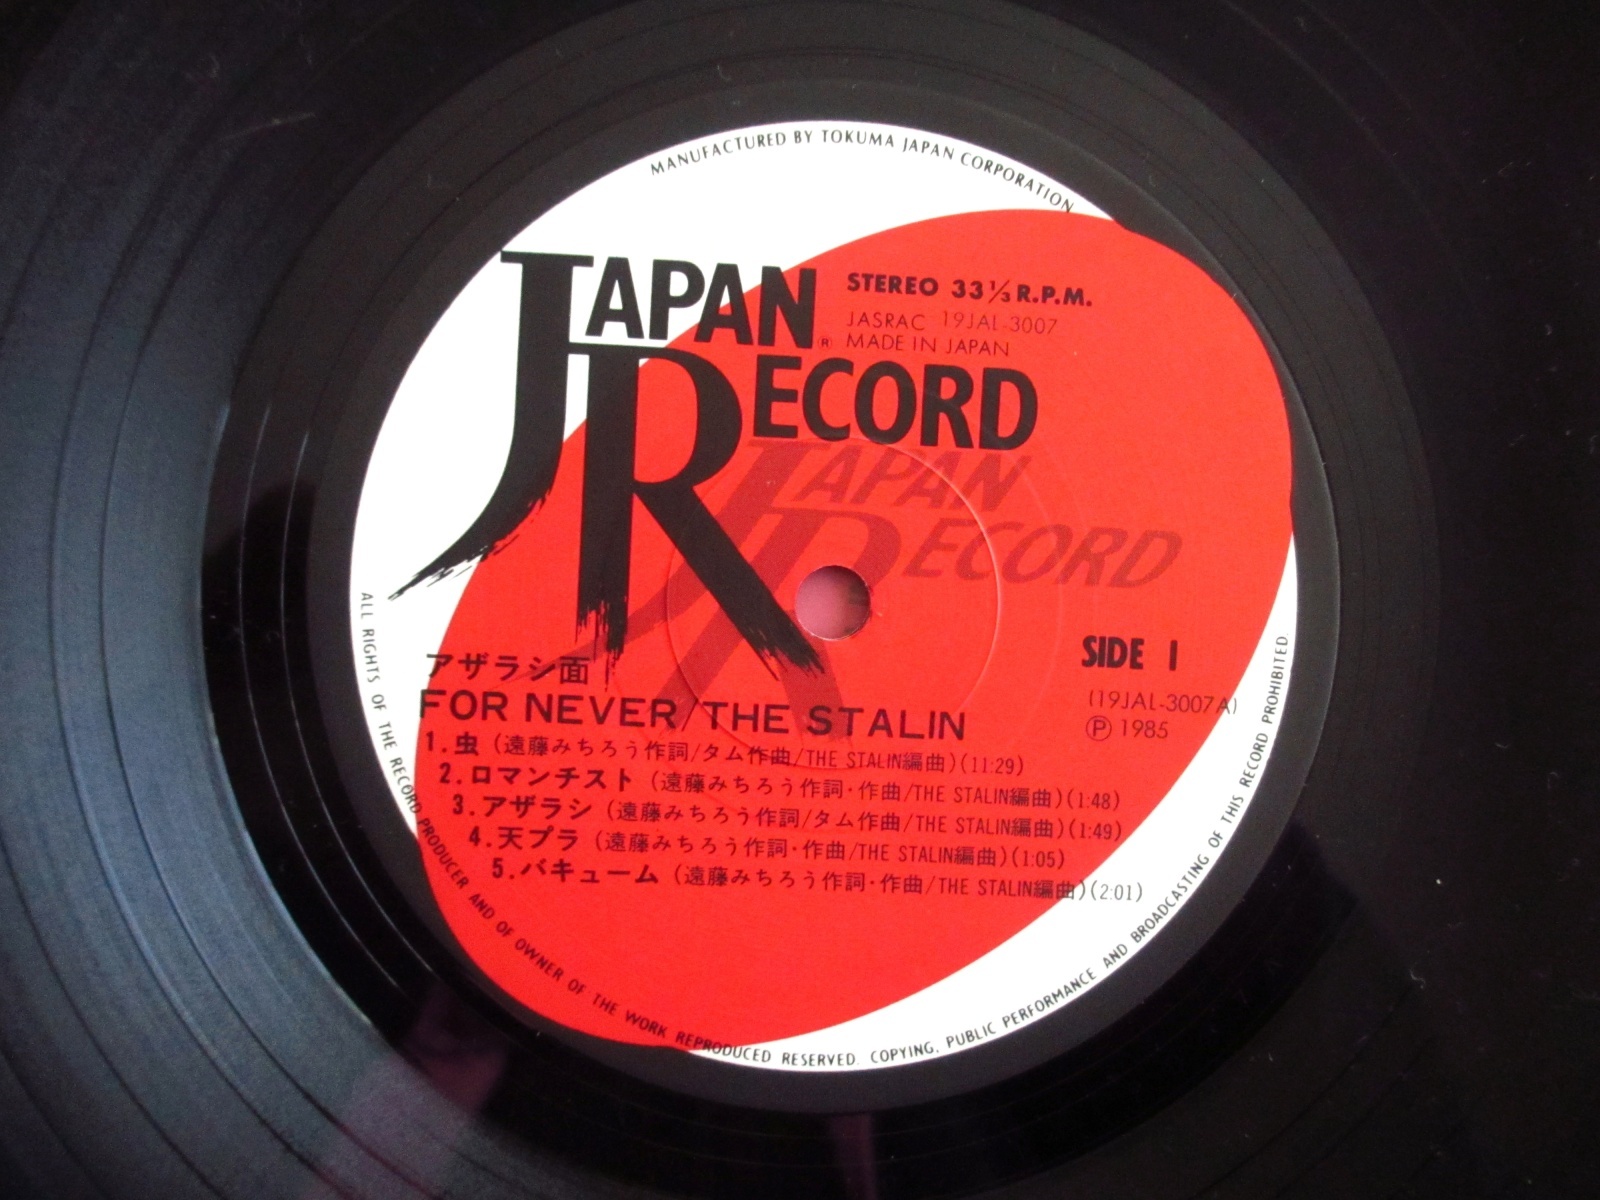 MANUFACTURED BY TOKUMA JAPAN CORPORATION
JAPAN
RECORD
®
STEREO 33⅓ R.P.M.
JASRAC 19JAL-3007
MADE IN JAPAN
JAPAN
RECORD
SIDE 1
(19JAL-3007A)
Ⓟ 1985
アザラシ面
FOR NEVER/THE STALIN
1.虫 (遠藤みちろう作詞/タム作曲/THE STALIN編曲)(11:29)
2.ロマンチスト (遠藤みちろう作詞・作曲/THE STALIN編曲)(1:48)
3.アザラシ (遠藤みちろう作詞/タム作曲/THE STALIN編曲)(1:49)
4.天プラ (遠藤みちろう作詞・作曲/THE STALIN編曲)(1:05)
5.バキューム (遠藤みちろう作詞・作曲/THE STALIN編曲)(2:01)
ALL RIGHTS OF THE RECORD PRODUCER AND OF OWNER OF THE WORK REPRODUCED RESERVED. COPYING, PUBLIC PERFORMANCE AND BROADCASTING OF THIS RECORD PROHIBITED